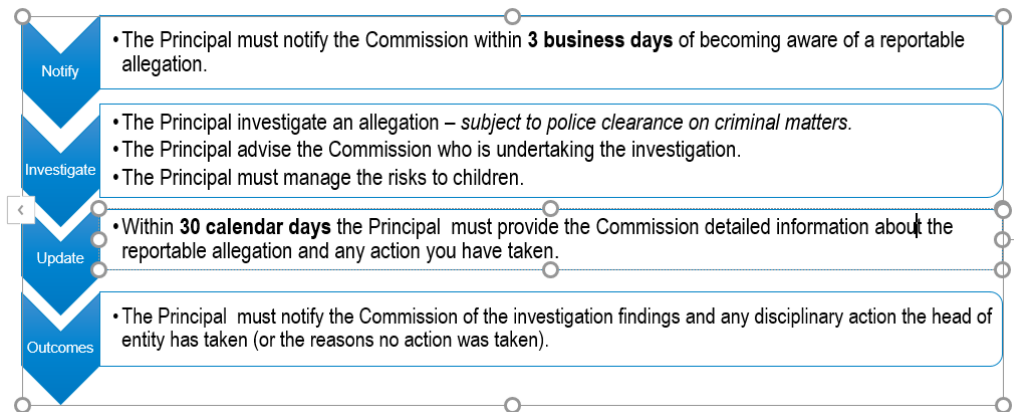 Notify
•The Principal must notify the Commission within 3 business days of becoming aware of a reportable
allegation.
Investigate
•The Principal investigate an allegation – subject to police clearance on criminal matters.
•The Principal advise the Commission who is undertaking the investigation.
•The Principal must manage the risks to children.
Update
•Within 30 calendar days the Principal  must provide the Commission detailed information about the
reportable allegation and any action you have taken.
Outcomes
•The Principal  must notify the Commission of the investigation findings and any disciplinary action the head of
entity has taken (or the reasons no action was taken).